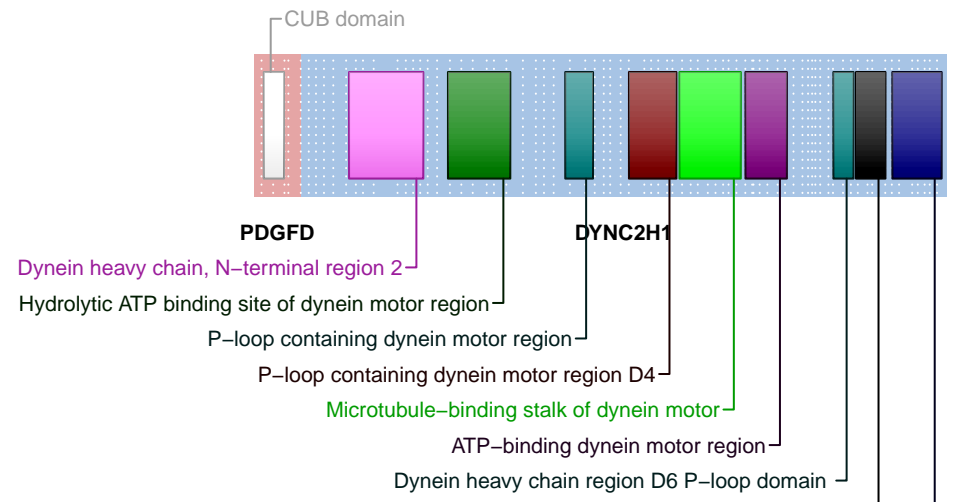 CUB domain
PDGFD
DYNC2H1
Dynein heavy chain, N−terminal region 2
Hydrolytic ATP binding site of dynein motor region
P−loop containing dynein motor region
P−loop containing dynein motor region D4
Microtubule−binding stalk of dynein motor
ATP−binding dynein motor region
Dynein heavy chain region D6 P−loop domain